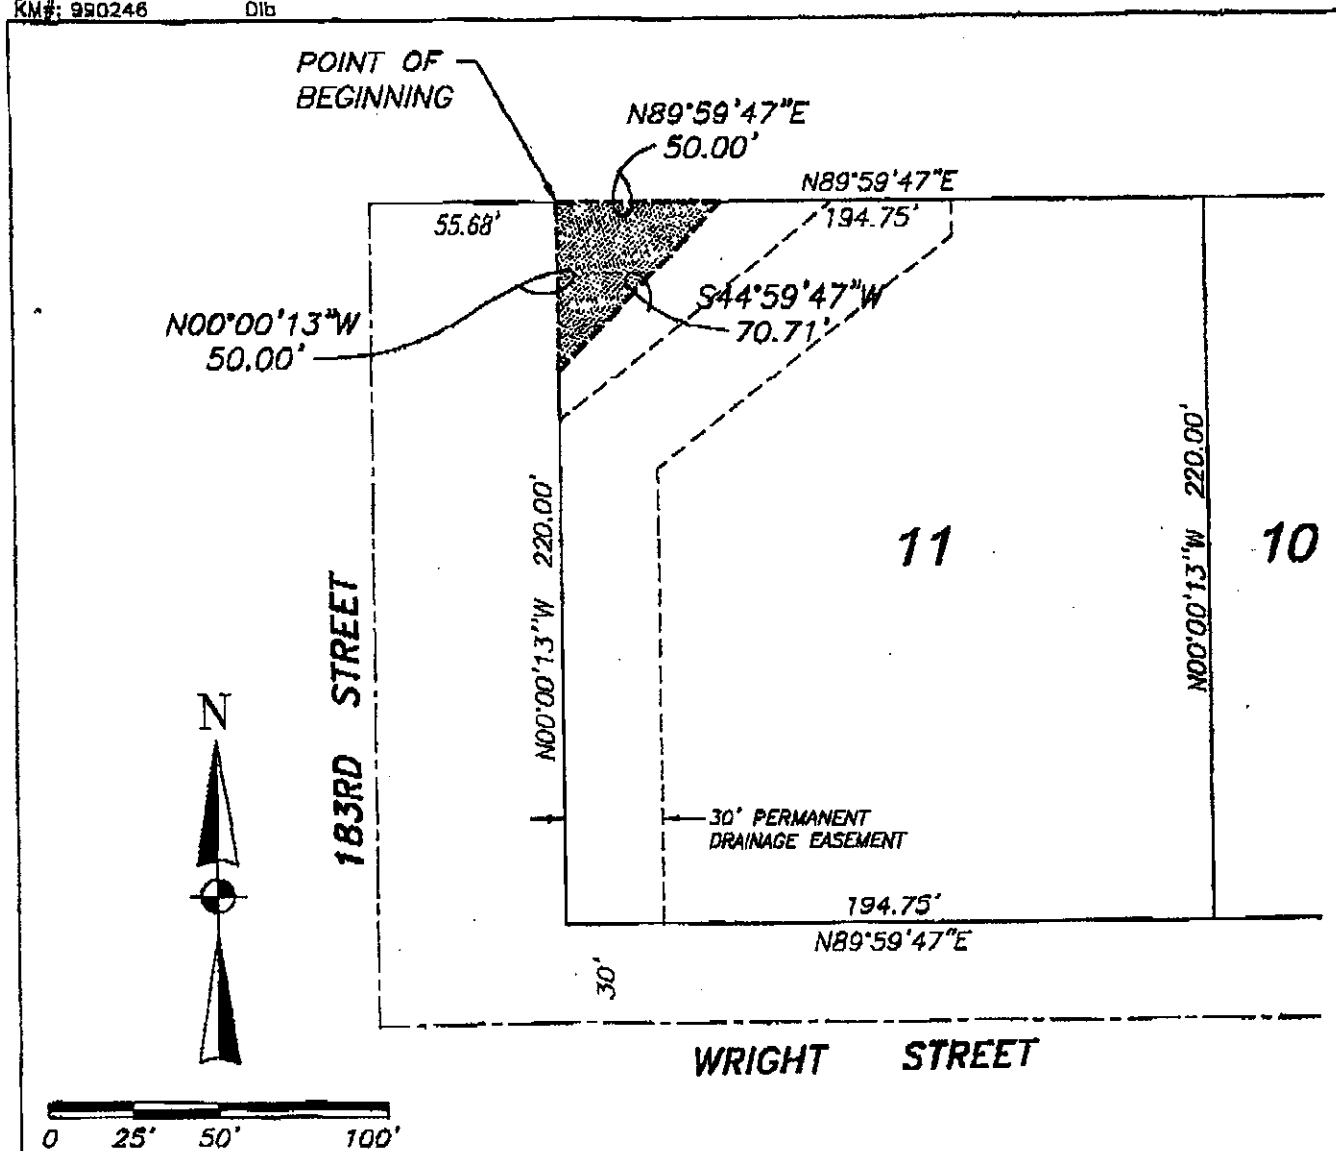 KM#: 990246 Dlb
POINT OF
BEGINNING
N89°59'47"E
50.00'
N89°59'47"E
194.75'
55.68'
S44°59'47"W
70.71'
N00°00'13"W
50.00'
N00°00'13"W 220.00'
11
10
N00°00'13"W 220.00'
183RD STREET
N
30' PERMANENT
DRAINAGE EASEMENT
194.75'
N89°59'47"E
30'
WRIGHT STREET
0 25' 50' 100'